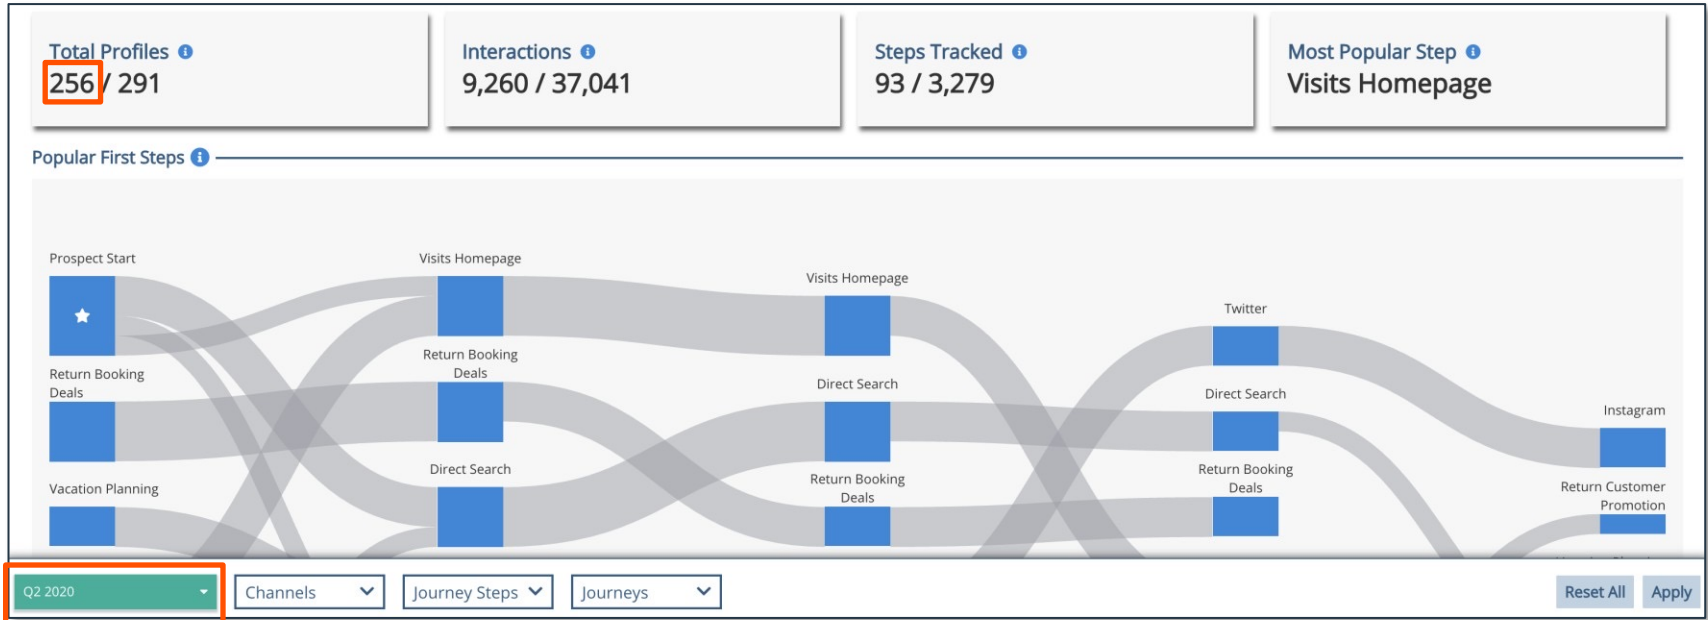 Total Profiles
256 / 291
Interactions
9,260 / 37,041
Steps Tracked
93 / 3,279
Most Popular Step
Visits Homepage
Popular First Steps
Prospect Start
Return Booking
Deals
Vacation Planning
Visits Homepage
Return Booking
Deals
Direct Search
Visits Homepage
Direct Search
Return Booking
Deals
Twitter
Direct Search
Return Booking
Deals
Instagram
Return Customer
Promotion
Q2 2020
Channels
Journey Steps
Journeys
Reset All
Apply